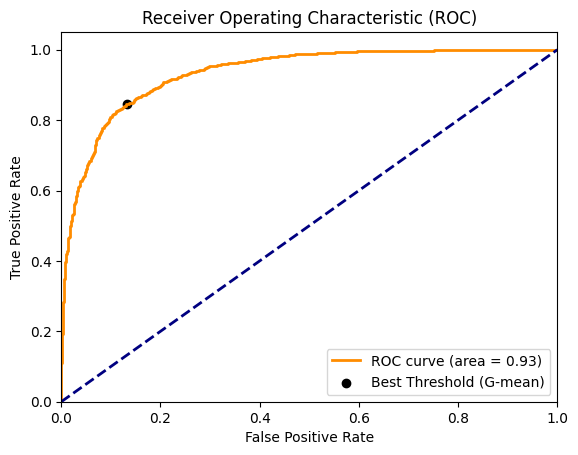 Receiver Operating Characteristic (ROC)
1.0
0.8
0.6
0.4
0.2
0.0
True Positive Rate
0.0 0.2 0.4 0.6 0.8 1.0
False Positive Rate
ROC curve (area = 0.93)
Best Threshold (G-mean)